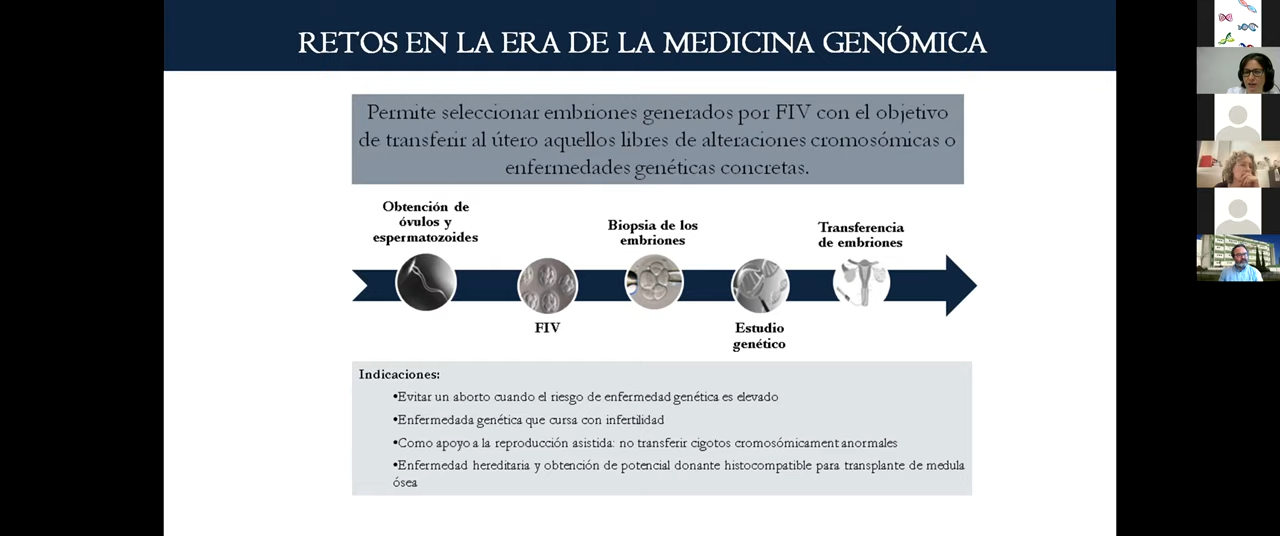 RETOS EN LA ERA DE LA MEDICINA GENÓMICA
Permite seleccionar embriones generados por FIV con el objetivo
de transferir al útero aquellos libres de alteraciones cromosómicas o
enfermedades genéticas concretas.
Obtención de
óvulos y
espermatozoides
Biopsia de los
embriones
Transferencia
de embriones
FIV
Estudio
genético
Indicaciones:
•Evitar un aborto cuando el riesgo de enfermedad genética es elevado
•Enfermedada genética que cursa con infertilidad
•Como apoyo a la reproducción asistida: no transferir cigotos cromosómicament anormales
•Enfermedad hereditaria y obtención de potencial donante histocompatible para transplante de medula
ósea